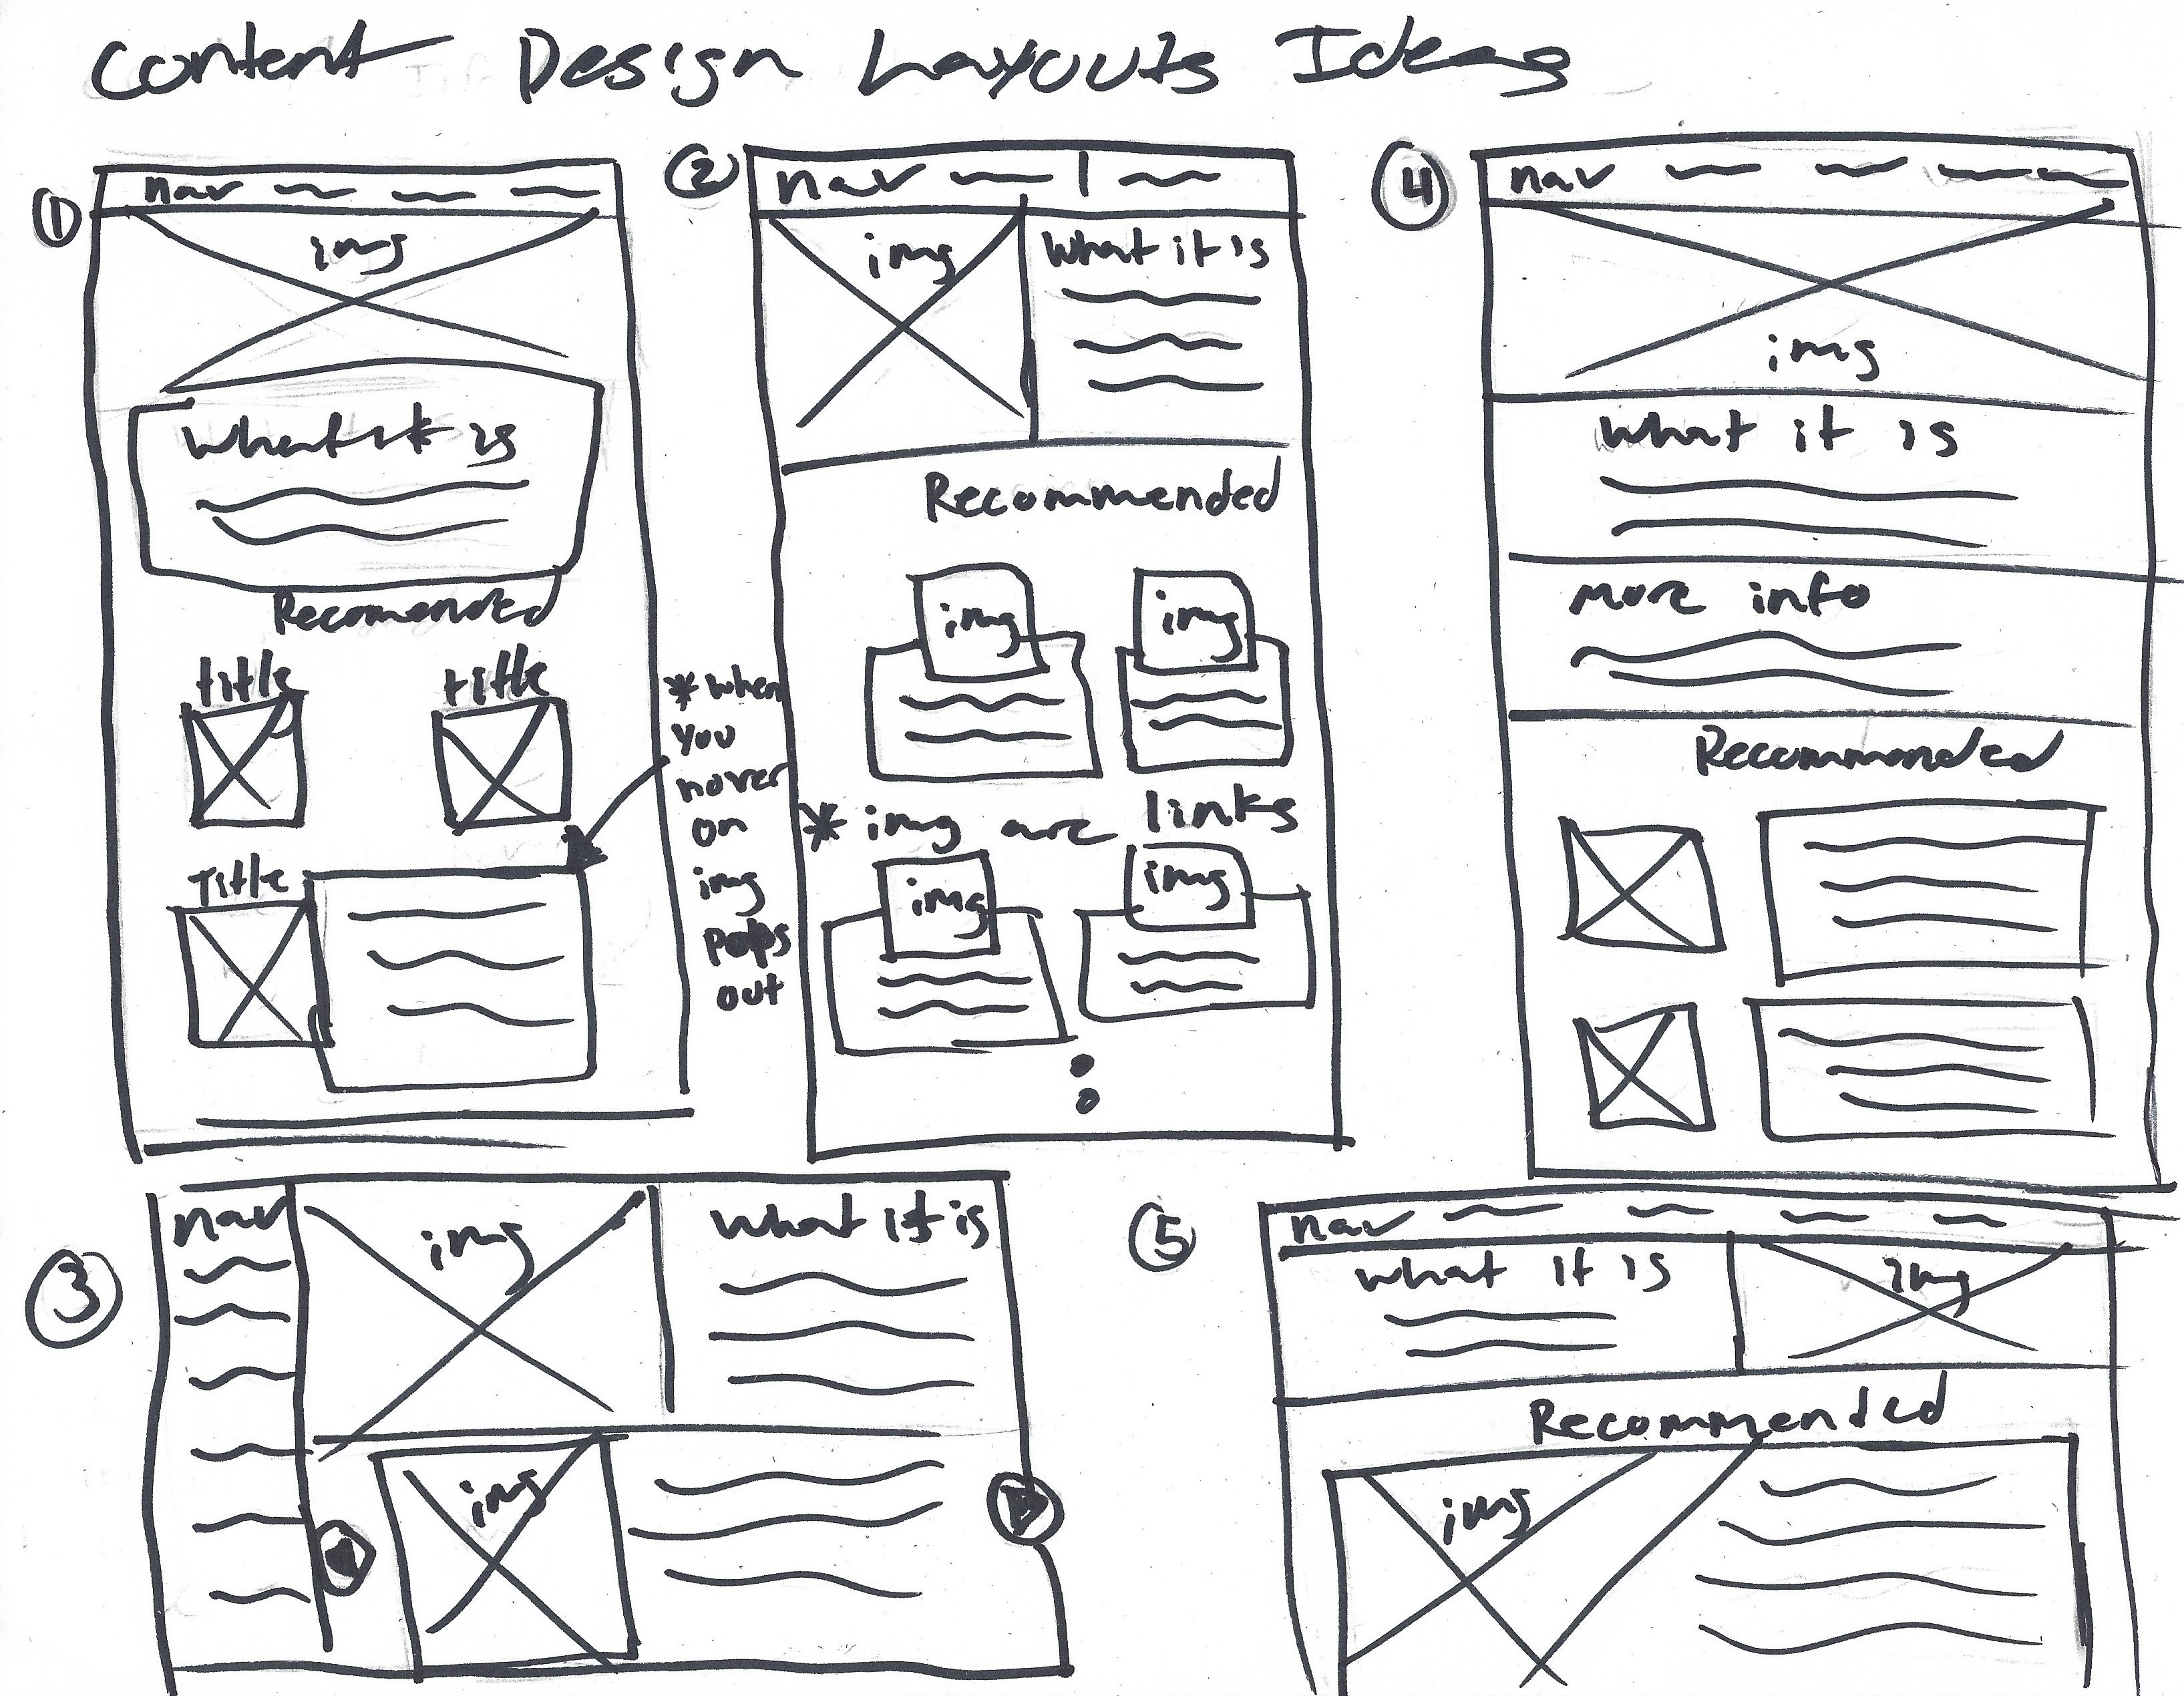 Content Design Layouts Ideas
①
nav
img
What it is
Recomended
title title
Title
* when
you
hover
on
img
pops
out
②
nav
img
What it is
Recommended
img img
* img are links
img img
④
nav
img
What it is
more info
Recommended
③
nav
img
What it is
img
⑤
nav
What it is
img
Recommended
img